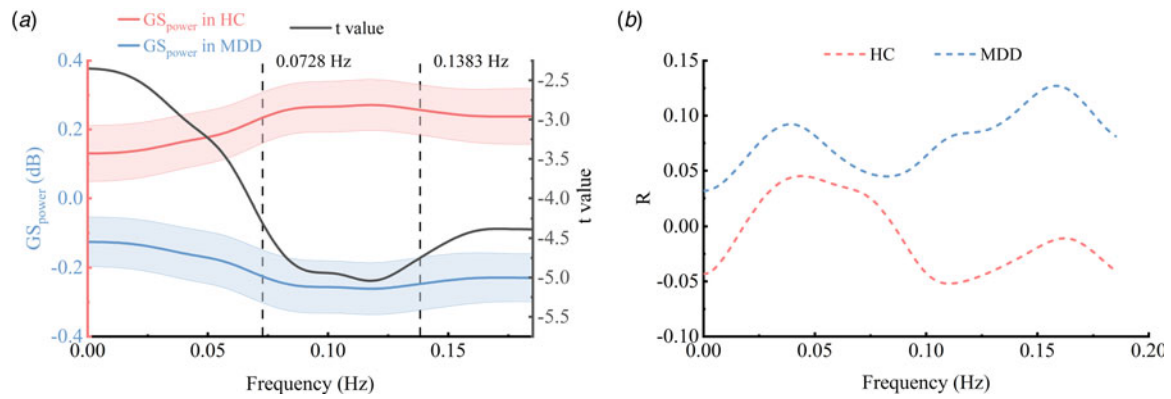 (a)
GSpower in HC
t value
GSpower in MDD
0.0728 Hz
0.1383 Hz
0.4
0.2
0.0
-0.2
-0.4
GSpower (dB)
-2.5
-3.0
-3.5
-4.0
-4.5
-5.0
-5.5
t value
0.00
0.05
0.10
0.15
Frequency (Hz)
(b)
HC
MDD
0.15
0.10
0.05
0.00
-0.05
-0.10
R
0.00
0.05
0.10
0.15
0.20
Frequency (Hz)